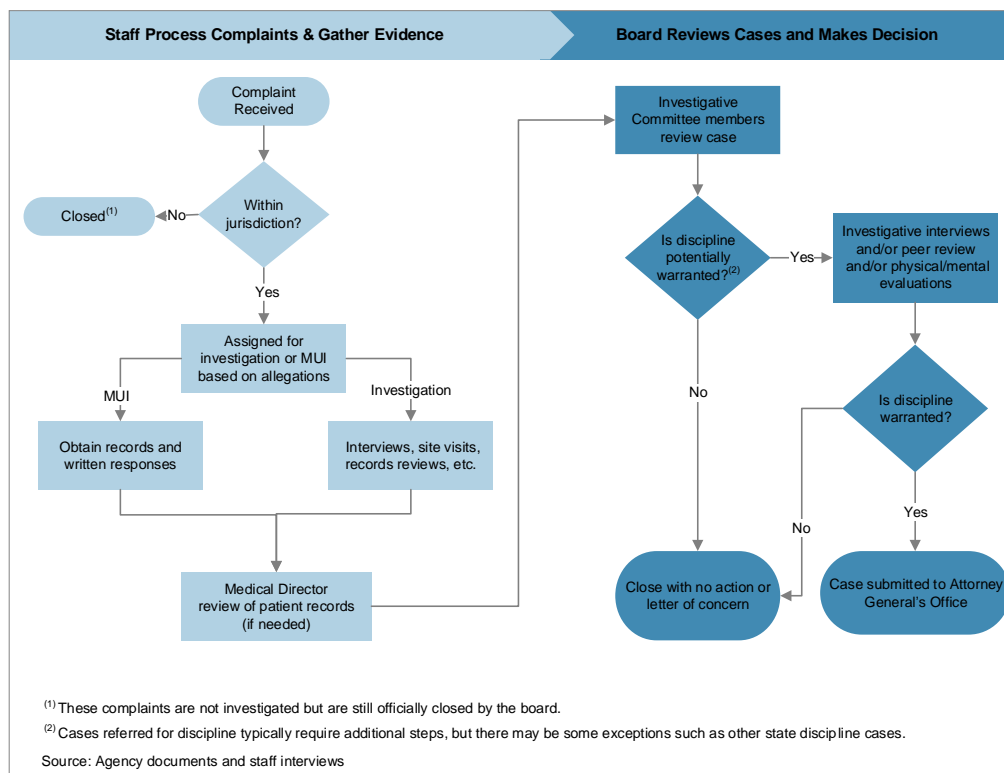 Staff Process Complaints & Gather Evidence
Board Reviews Cases and Makes Decision
Complaint
Received
Within
jurisdiction?
No
Closed(1)
Yes
Assigned for
investigation or MUI
based on allegations
MUI
Investigation
Obtain records and
written responses
Interviews, site visits,
records reviews, etc.
Medical Director
review of patient records
(if needed)
Investigative
Committee members
review case
Is discipline
potentially
warranted?(2)
Yes
Investigative interviews
and/or peer review
and/or physical/mental
evaluations
No
Is discipline
warranted?
No
Yes
Close with no action or
letter of concern
Case submitted to Attorney
General's Office
(1) These complaints are not investigated but are still officially closed by the board.
(2) Cases referred for discipline typically require additional steps, but there may be some exceptions such as other state discipline cases.
Source: Agency documents and staff interviews